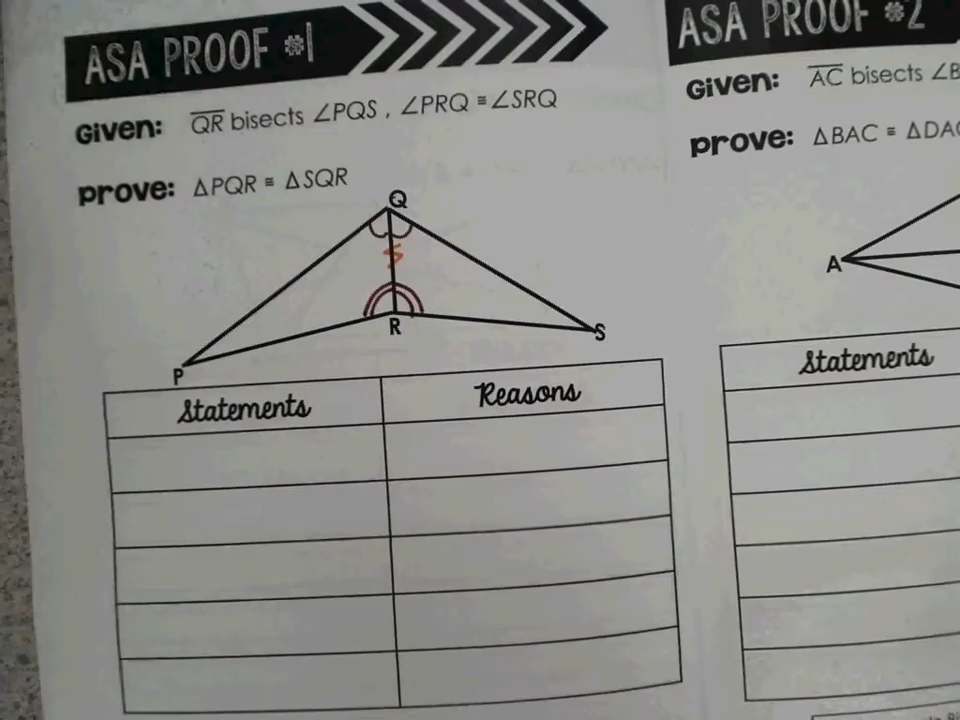 ASA PROOF #1
Given: QR bisects ∠PQS , ∠PRQ ≅ ∠SRQ
prove: ΔPQR ≅ ΔSQR
Q
S
R
S
P
Statements Reasons
ASA PROOF #2
Given: AC bisects
prove: ΔBAC ≅
A
Statements